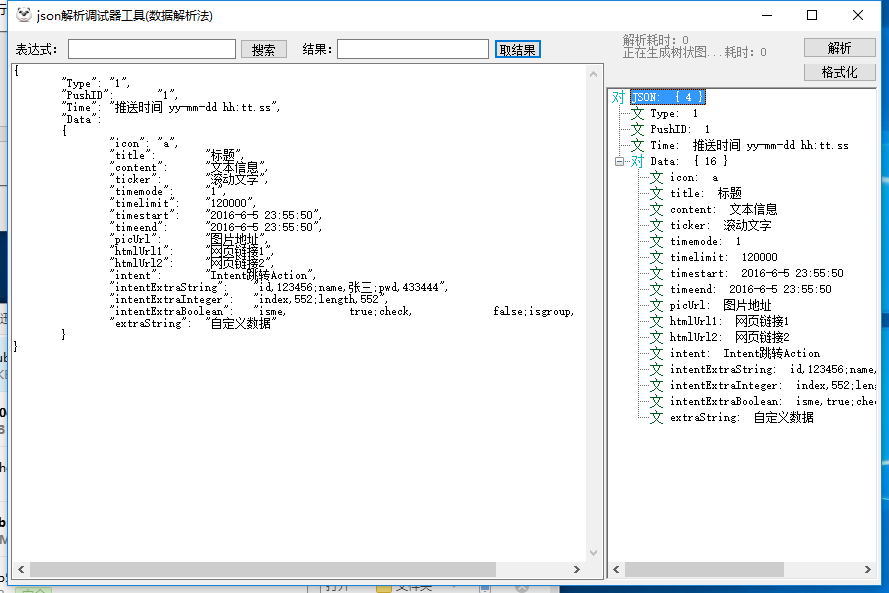 json解析调试器工具(数据解析法)
表达式: 搜索 结果: 取结果
解析耗时: 0
正在生成树状图...耗时: 0
解析
格式化
{
"Type": "1",
"PushID": "1",
"Time": "推送时间 yy-mm-dd hh:tt.ss",
"Data":
{
"icon": "a",
"title": "标题",
"content": "文本信息",
"ticker": "滚动文字",
"timemode": "1",
"timelimit": "120000",
"timestart": "2016-6-5 23:55:50",
"timeend": "2016-6-5 23:55:50",
"picUrl": "图片地址",
"htmlUrl1": "网页链接1",
"htmlUrl2": "网页链接2",
"intent": "Intent跳转Action",
"intentExtraString": "id,123456;name,张三;pwd,433444",
"intentExtraInteger": "index,552;length,552",
"intentExtraBoolean": "isme, true;check, false;isgroup,
"extraString": "自定义数据"
}
}
对 JSON: { 4 }
文 Type: 1
文 PushID: 1
文 Time: 推送时间 yy-mm-dd hh:tt.ss
对 Data: { 16 }
文 icon: a
文 title: 标题
文 content: 文本信息
文 ticker: 滚动文字
文 timemode: 1
文 timelimit: 120000
文 timestart: 2016-6-5 23:55:50
文 timeend: 2016-6-5 23:55:50
文 picUrl: 图片地址
文 htmlUrl1: 网页链接1
文 htmlUrl2: 网页链接2
文 intent: Intent跳转Action
文 intentExtraString: id,123456;name,
文 intentExtraInteger: index,552;len
文 intentExtraBoolean: isme,true;che
文 extraString: 自定义数据